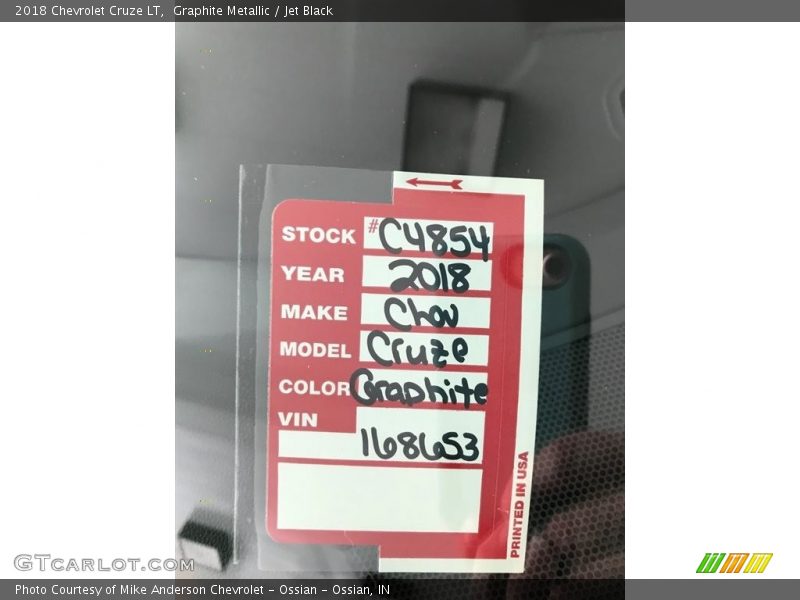 2018 Chevrolet Cruze LT, Graphite Metallic / Jet Black
STOCK #C4854
YEAR 2018
MAKE Chev
MODEL Cruze
COLOR Graphite
VIN
168653
PRINTED IN USA
GTCARLOT.COM
Photo Courtesy of Mike Anderson Chevrolet - Ossian - Ossian, IN